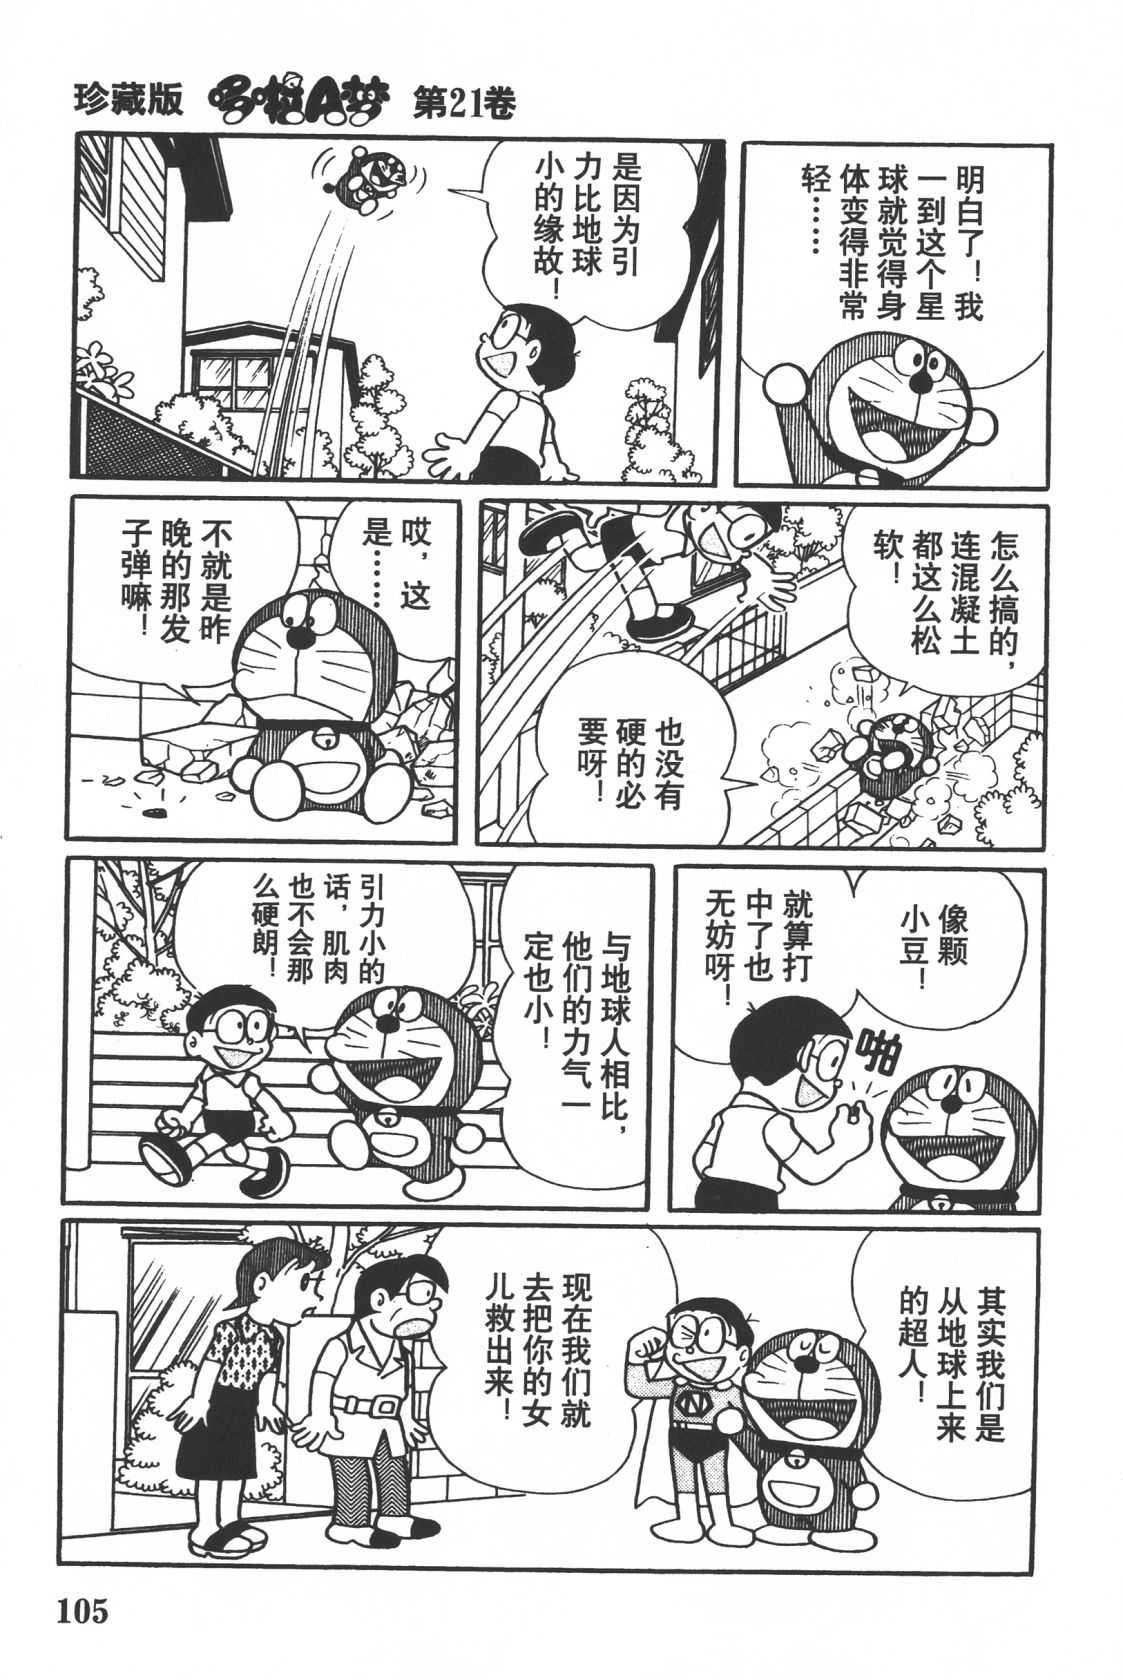 珍藏版 哆啦A梦 第21卷
明白了！我
一到这个星
球就觉得身
体变得非常
轻……
是因为引
力比地球
小的缘故！
怎么搞的，
连混凝土
都这么松
软！
也没有
硬的必
要呀！
哎，这
是……
不就是昨
晚的那发
子弹嘛！
像颗
小豆！
就算打
中了也
无妨呀！
啪
与地球人相比，
他们的力气一
定也小！
引力小的
话，肌肉
也不会那
么硬朗！
其实我们是
从地球上来
的超人！
现在我们就
去把你的女
儿救出来！
N
105